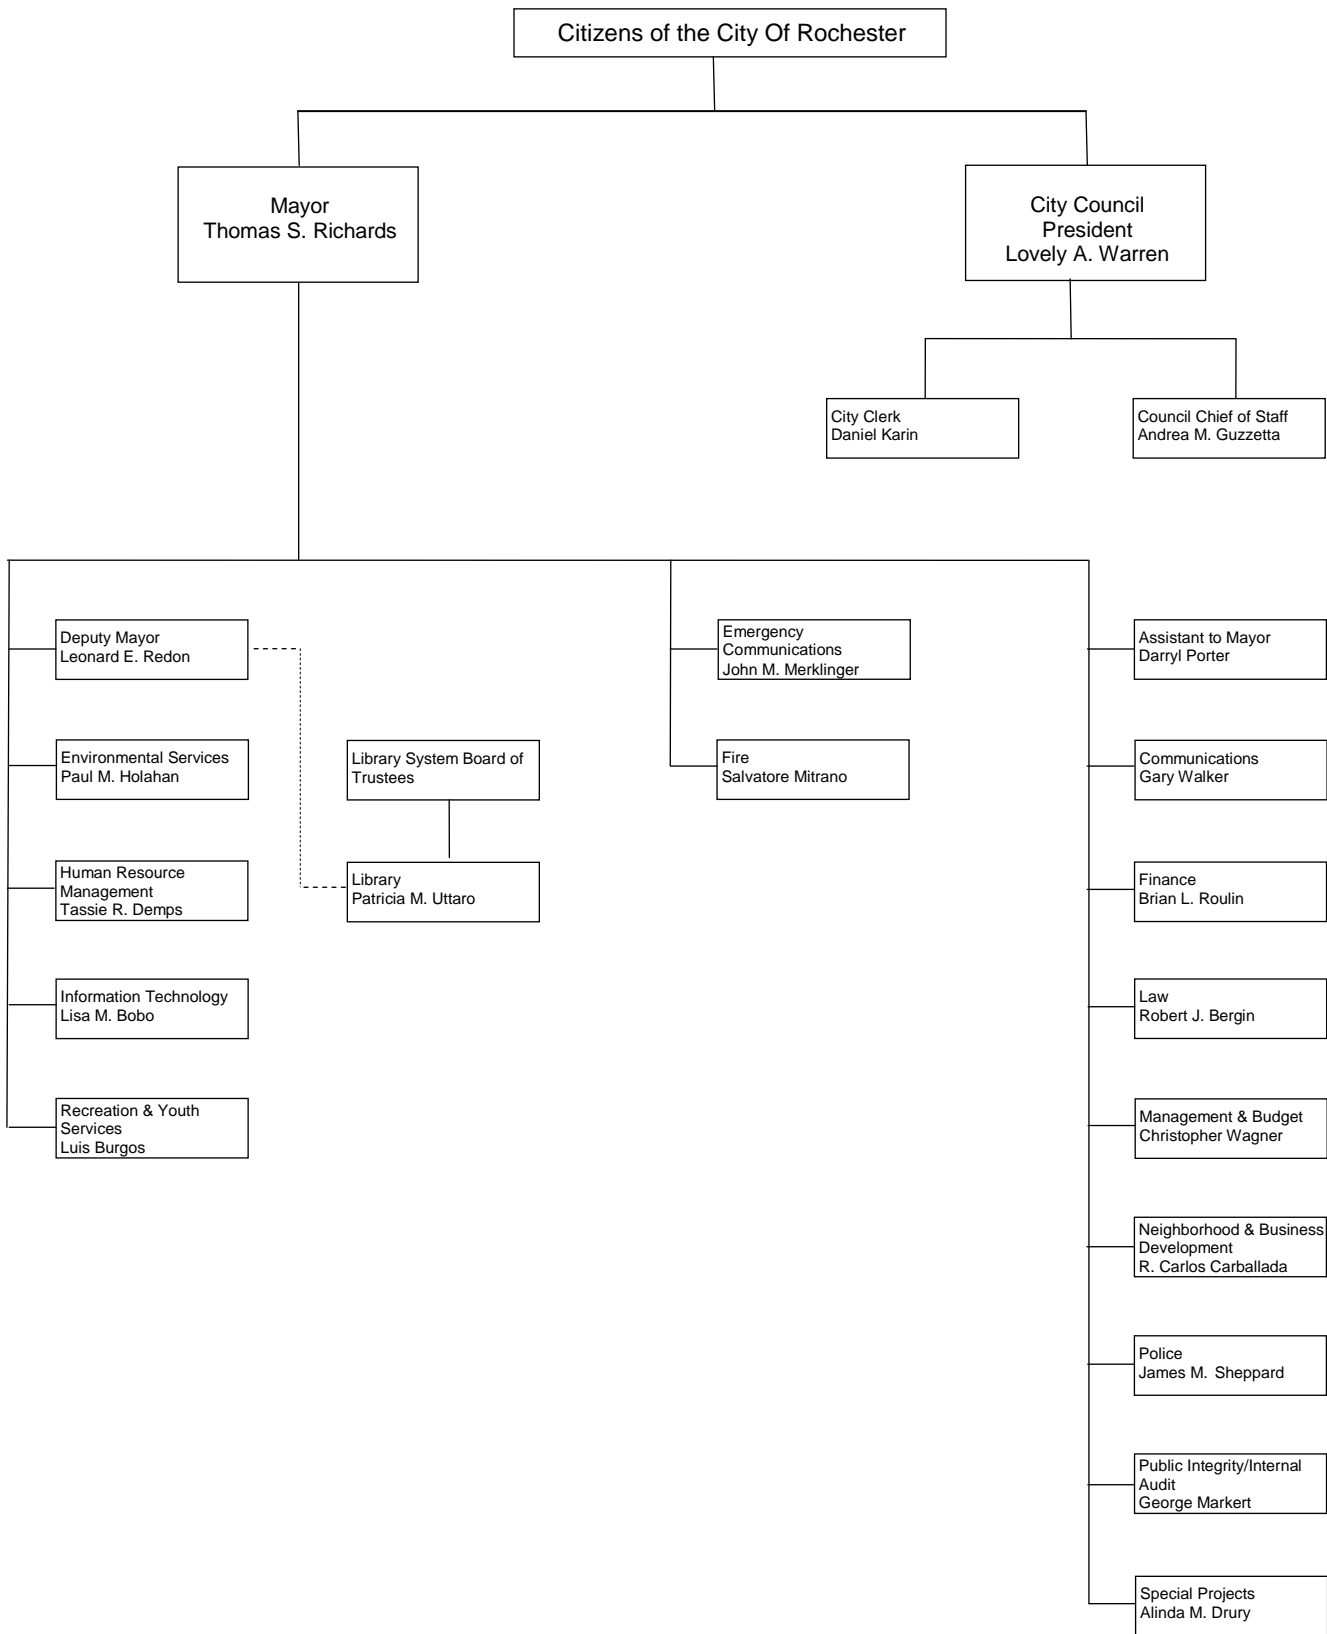 Citizens of the City Of Rochester
Mayor
Thomas S. Richards
City Council
President
Lovely A. Warren
City Clerk
Daniel Karin
Council Chief of Staff
Andrea M. Guzzetta
Deputy Mayor
Leonard E. Redon
Environmental Services
Paul M. Holahan
Human Resource
Management
Tassie R. Demps
Information Technology
Lisa M. Bobo
Recreation & Youth
Services
Luis Burgos
Library System Board of
Trustees
Library
Patricia M. Uttaro
Emergency
Communications
John M. Merklinger
Fire
Salvatore Mitrano
Assistant to Mayor
Darryl Porter
Communications
Gary Walker
Finance
Brian L. Roulin
Law
Robert J. Bergin
Management & Budget
Christopher Wagner
Neighborhood & Business
Development
R. Carlos Carballada
Police
James M. Sheppard
Public Integrity/Internal
Audit
George Markert
Special Projects
Alinda M. Drury